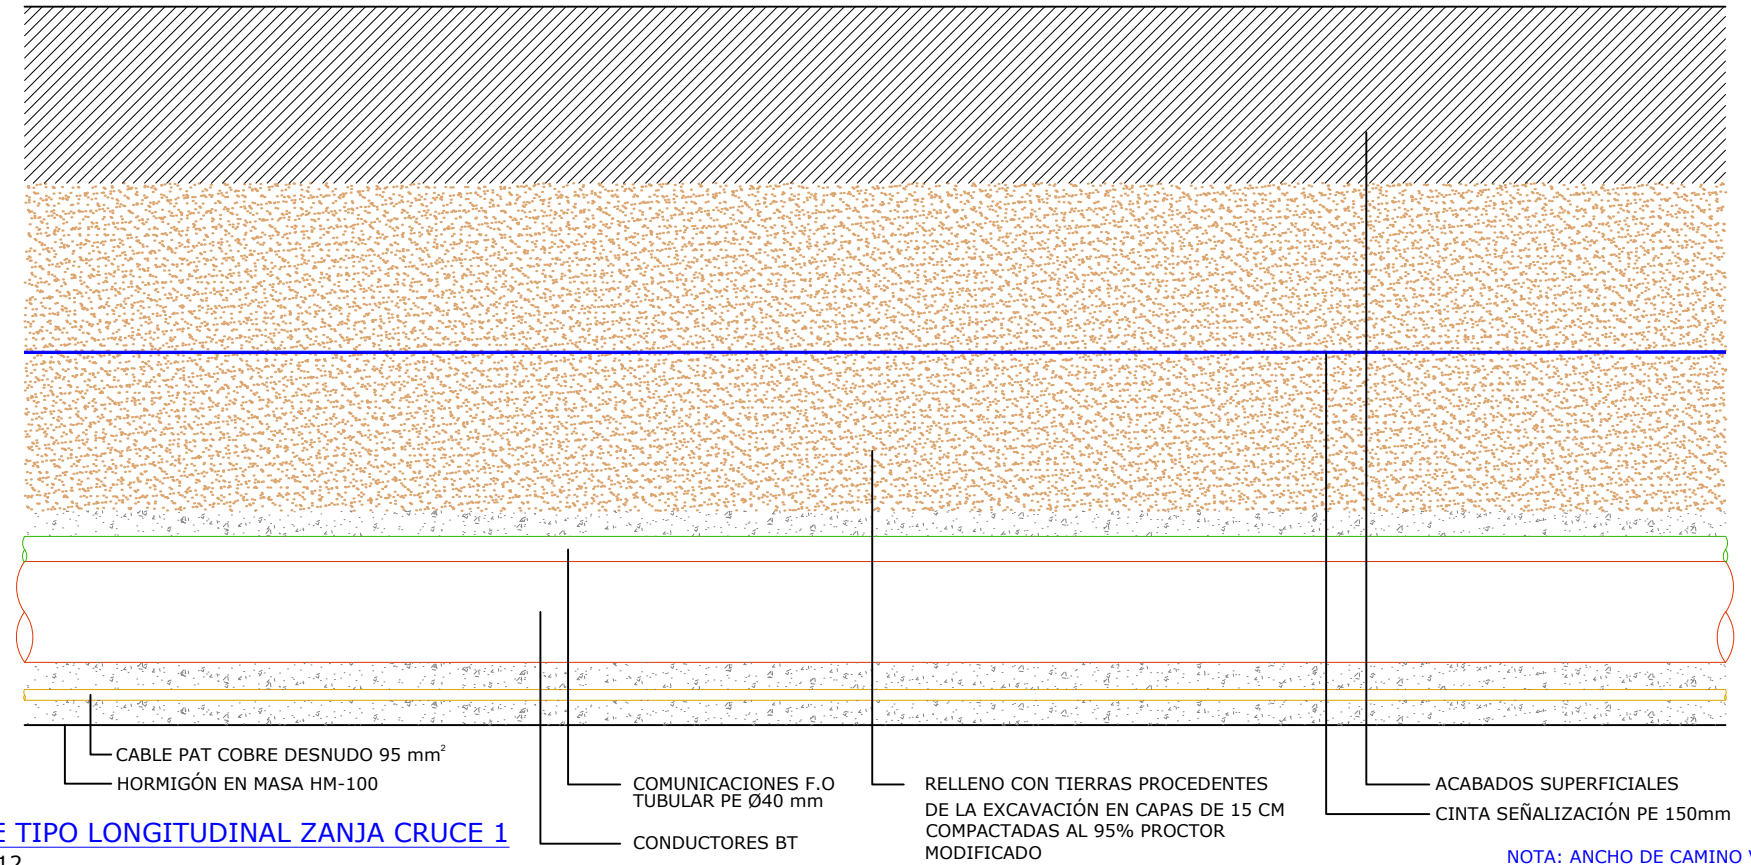 CABLE PAT COBRE DESNUDO 95 mm²
HORMIGÓN EN MASA HM-100
COMUNICACIONES F.O
TUBULAR PE Ø40 mm
CONDUCTORES BT
RELLENO CON TIERRAS PROCEDENTES
DE LA EXCAVACIÓN EN CAPAS DE 15 CM
COMPACTADAS AL 95% PROCTOR
MODIFICADO
ACABADOS SUPERFICIALES
CINTA SEÑALIZACIÓN PE 150mm
TIPO LONGITUDINAL ZANJA CRUCE 1
12
NOTA: ANCHO DE CAMINO